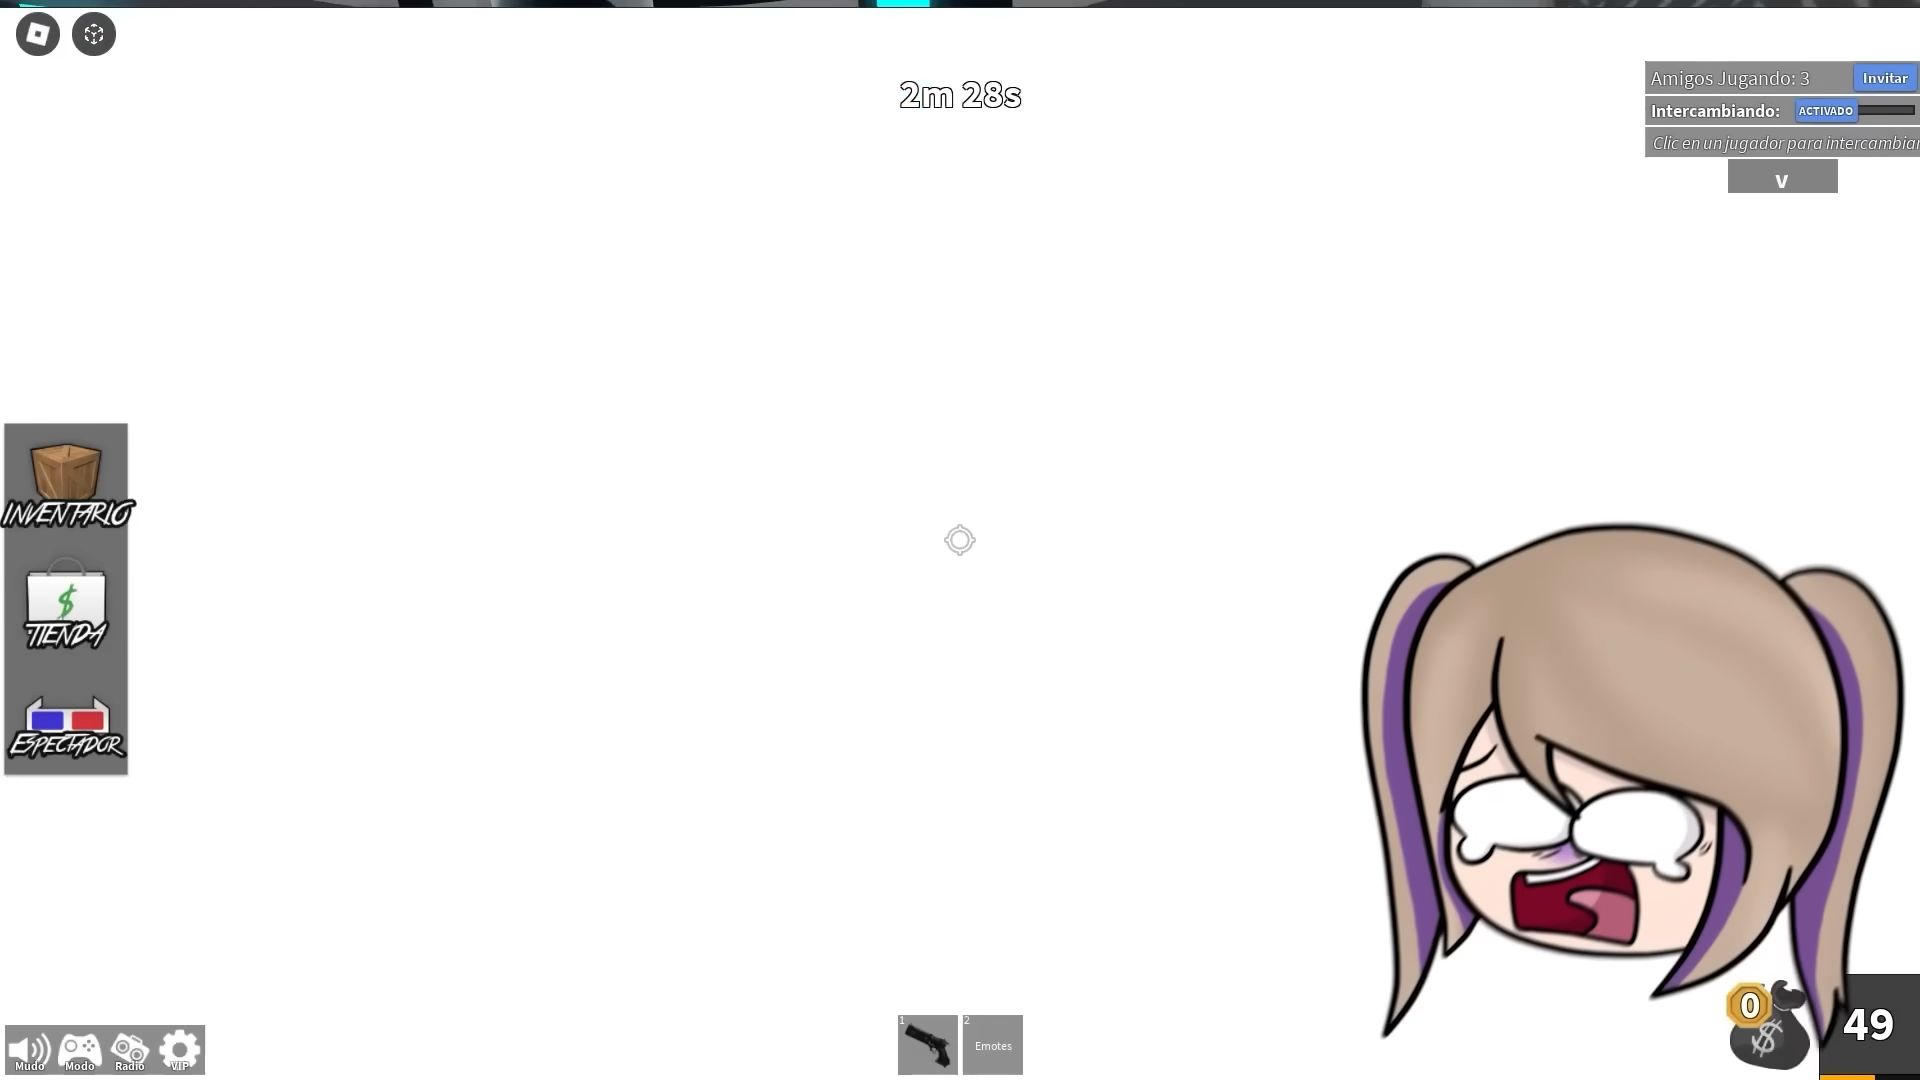 2m 28s
Amigos Jugando: 3
Invitar
Intercambiando:
ACTIVADO
Clic en un jugador para intercambiar
v
INVENTARIO
$
TIENDA
ESPECTADOR
Mudo
Modo
Radio
VIP
1
2
Emotes
0
$
49